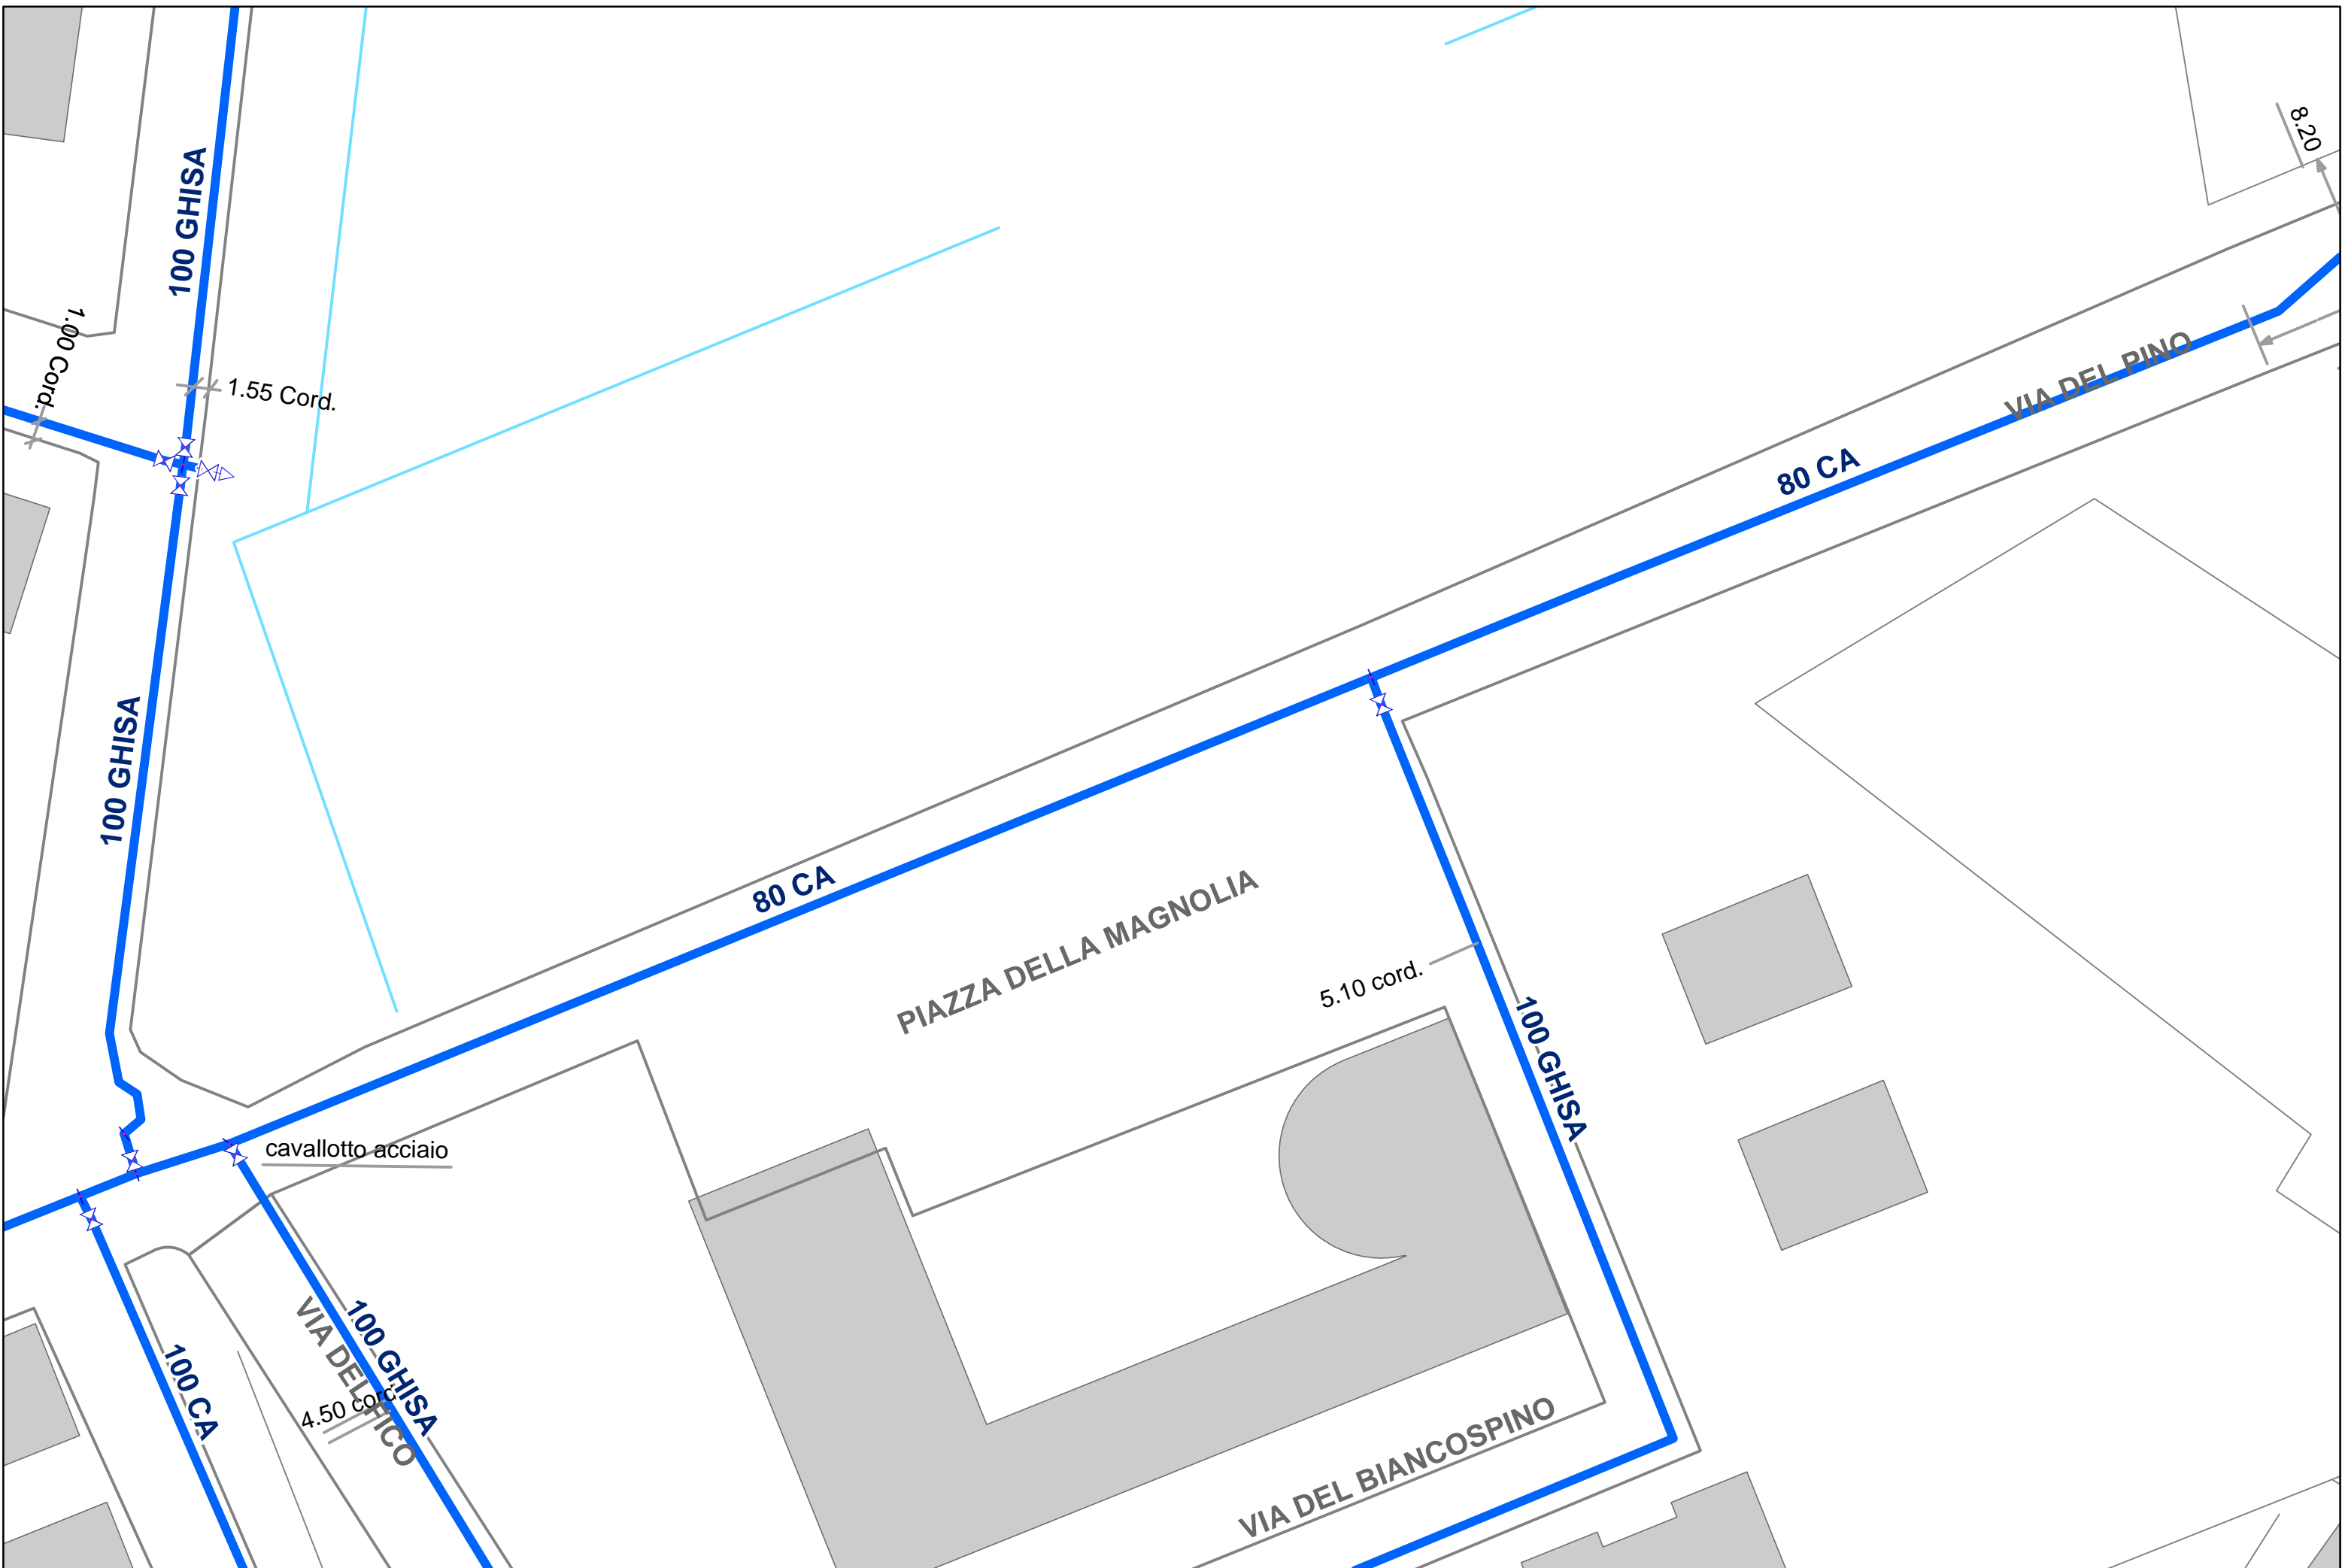 8.20
100 GHISA
1.00 Cord.
1.55 Cord.
VIA DEL PINO
80 CA
100 GHISA
80 CA
PIAZZA DELLA MAGNOLIA
5.10 cord.
100 GHISA
cavallotto acciaio
100 GHISA
VIA DEL FICO
100 CA
4.50 cord
VIA DEL BIANCOSPINO